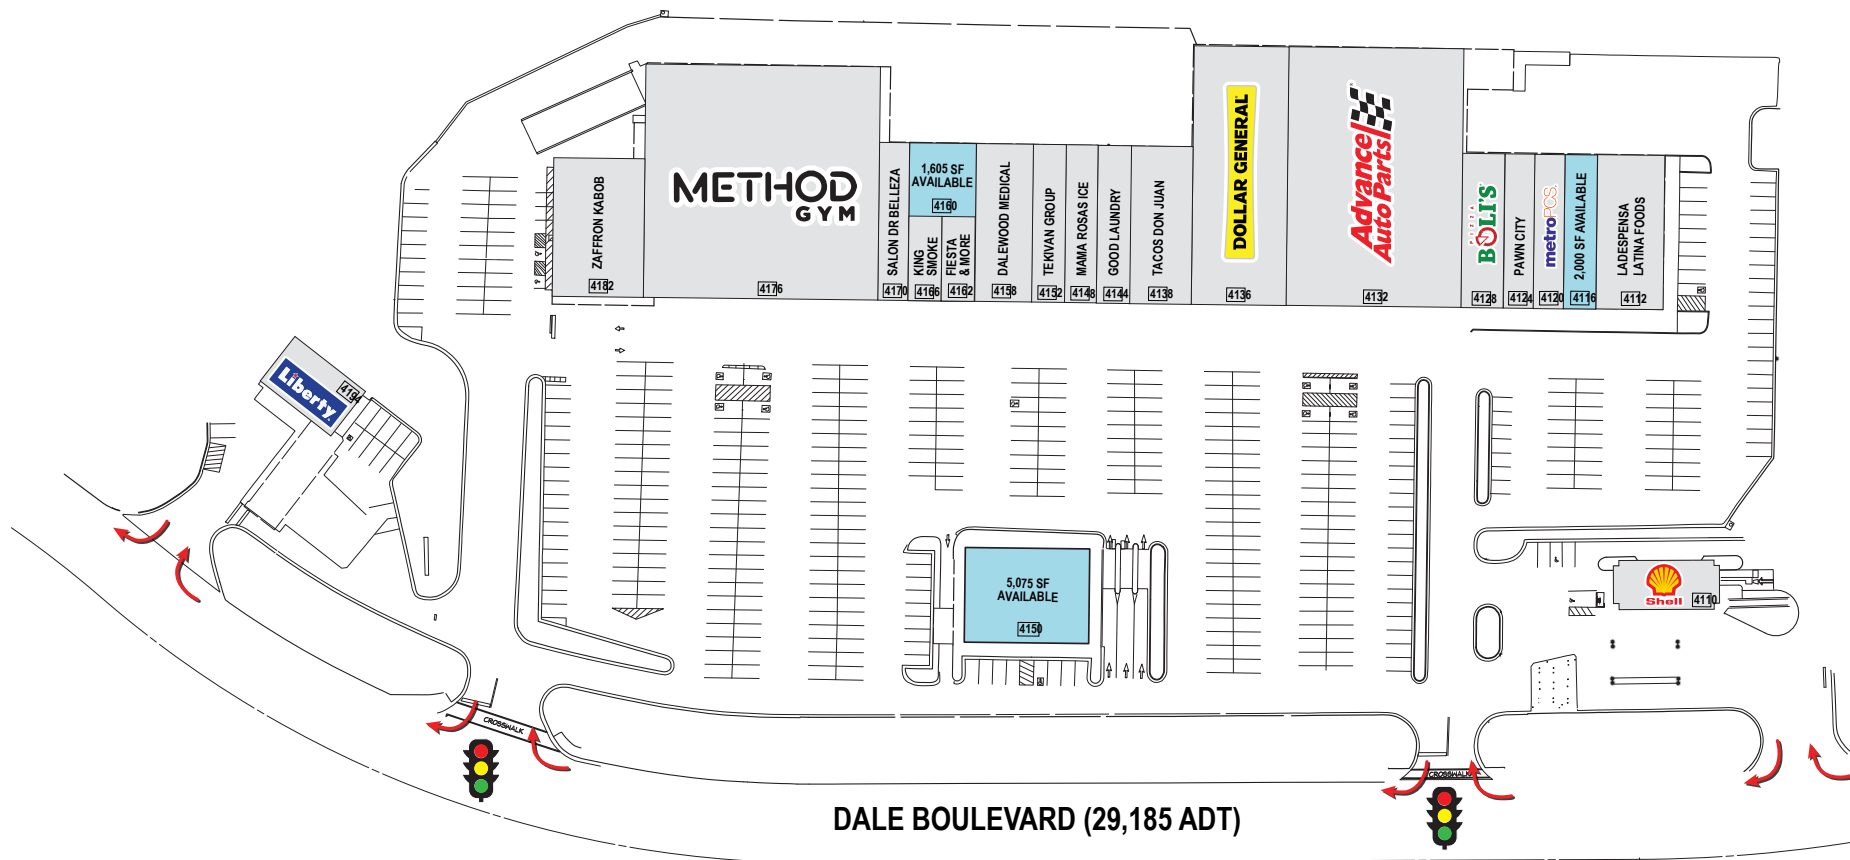 ZAFFRON KABOB
4182
METHOD
GYM
4176
SALON DR BELLEZA
4170
1,605 SF
AVAILABLE
4160
KING
SMOKE
4166
FIESTA
& MORE
4162
DALEWOOD MEDICAL
4158
TEKIVAN GROUP
4152
MAMA ROSAS ICE
4148
GOOD LAUNDRY
4144
TACOS DON JUAN
4138
DOLLAR GENERAL
4136
Advance
Auto Parts
4132
PIZZA
BOLI'S
4128
PAWN CITY
4124
metroPCS.
4120
2,000 SF AVAILABLE
4116
LADESPENSA
LATINA FOODS
4112
Liberty
4194
5,075 SF
AVAILABLE
4150
Shell
4110
CROSSWALK
CROSSWALK
DALE BOULEVARD (29,185 ADT)